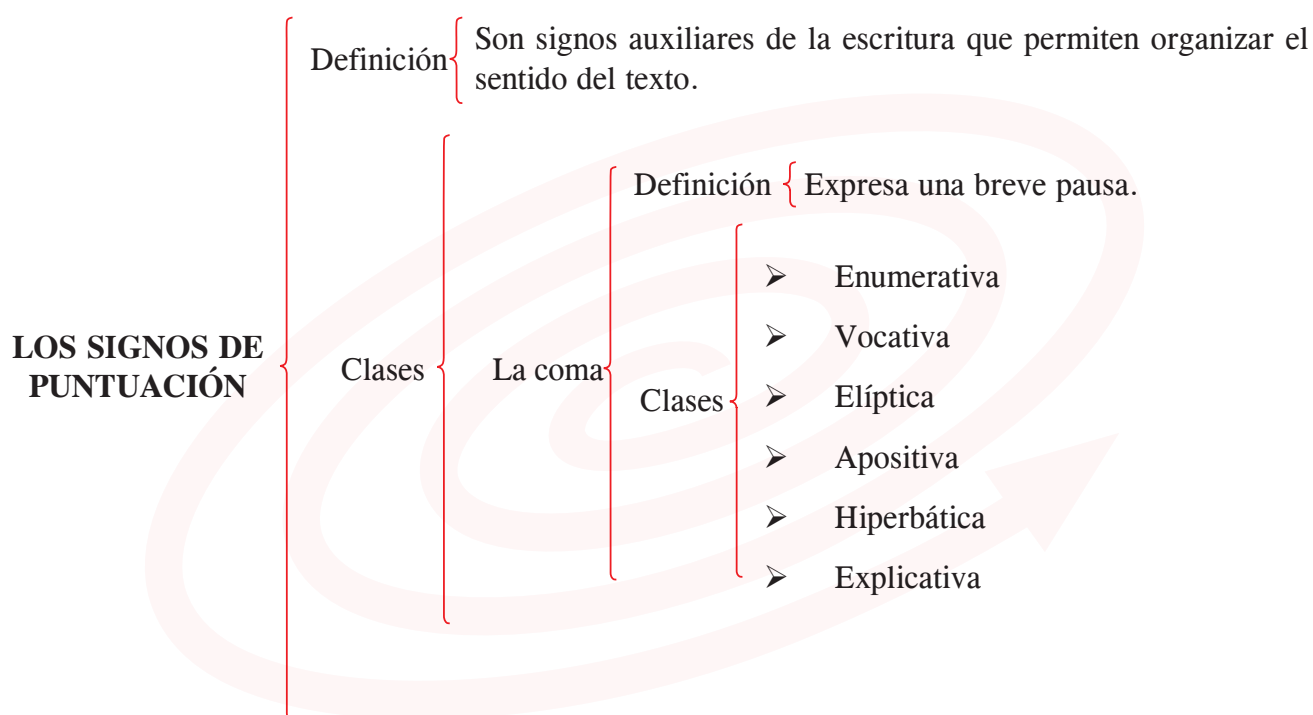 Definición
Son signos auxiliares de la escritura que permiten organizar el
sentido del texto.
LOS SIGNOS DE
PUNTUACIÓN
Clases
La coma
Definición
Expresa una breve pausa.
Clases
➢ Enumerativa
➢ Vocativa
➢ Elíptica
➢ Apositiva
➢ Hiperbática
➢ Explicativa